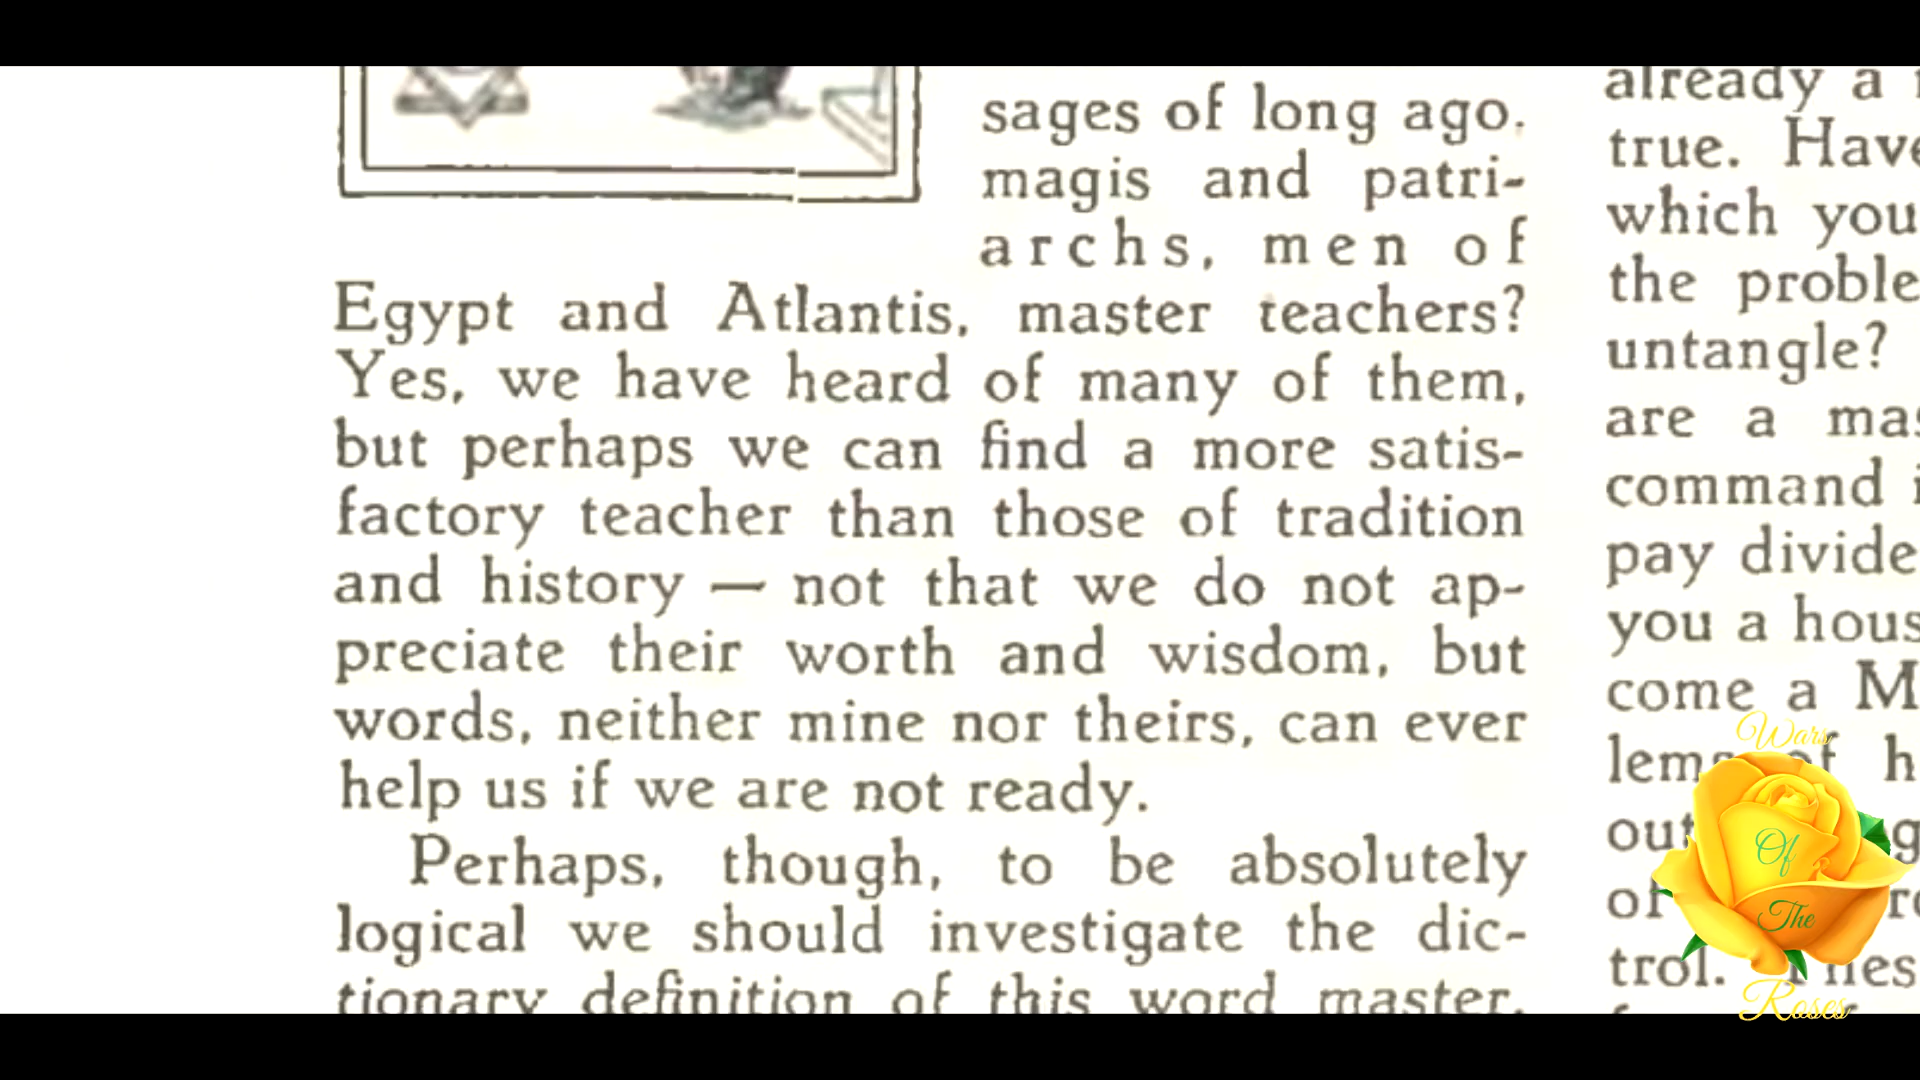 sages of long ago.
magis and patri-
archs, men of
Egypt and Atlantis, master teachers?
Yes, we have heard of many of them,
but perhaps we can find a more satis-
factory teacher than those of tradition
and history — not that we do not ap-
preciate their worth and wisdom, but
words, neither mine nor theirs, can ever
help us if we are not ready.
Perhaps, though, to be absolutely
logical we should investigate the dic-
tionary definition of this word master.
already a
true. Have
which you
the proble
untangle?
are a mas
command i
pay divide
you a hous
come a M
of h
out
of
trol.
Wars
Of
The
Roses